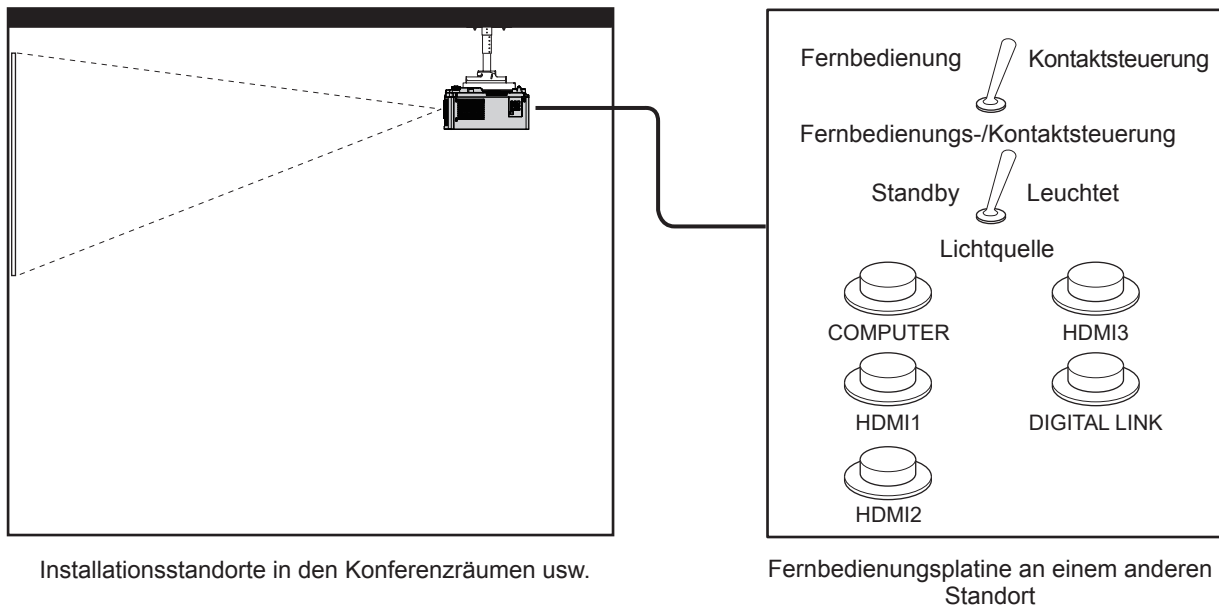 Fernbedienung Kontaktsteuerung
Fernbedienungs-/Kontaktsteuerung
Standby Leuchtet
Lichtquelle
COMPUTER HDMI3
HDMI1 DIGITAL LINK
HDMI2
Installationsstandorte in den Konferenzräumen usw.
Fernbedienungsplatine an einem anderen
Standort